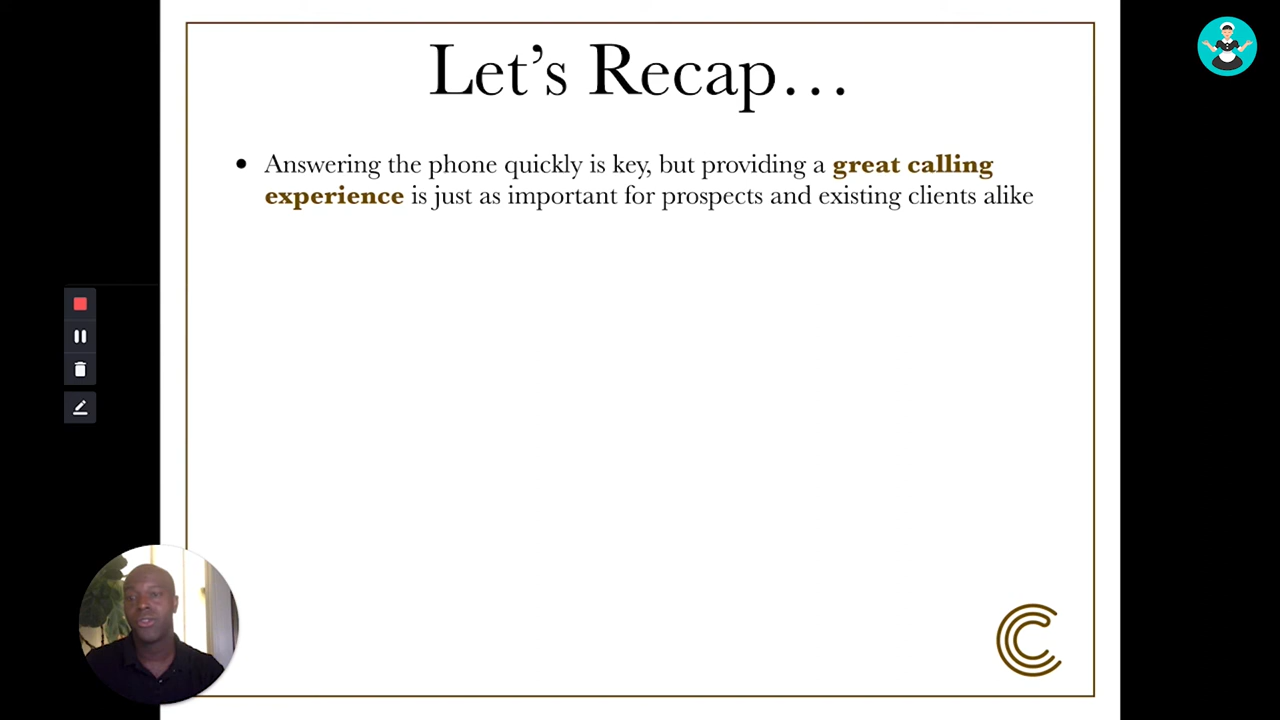 Let’s Recap…
• Answering the phone quickly is key, but providing a great calling
experience is just as important for prospects and existing clients alike